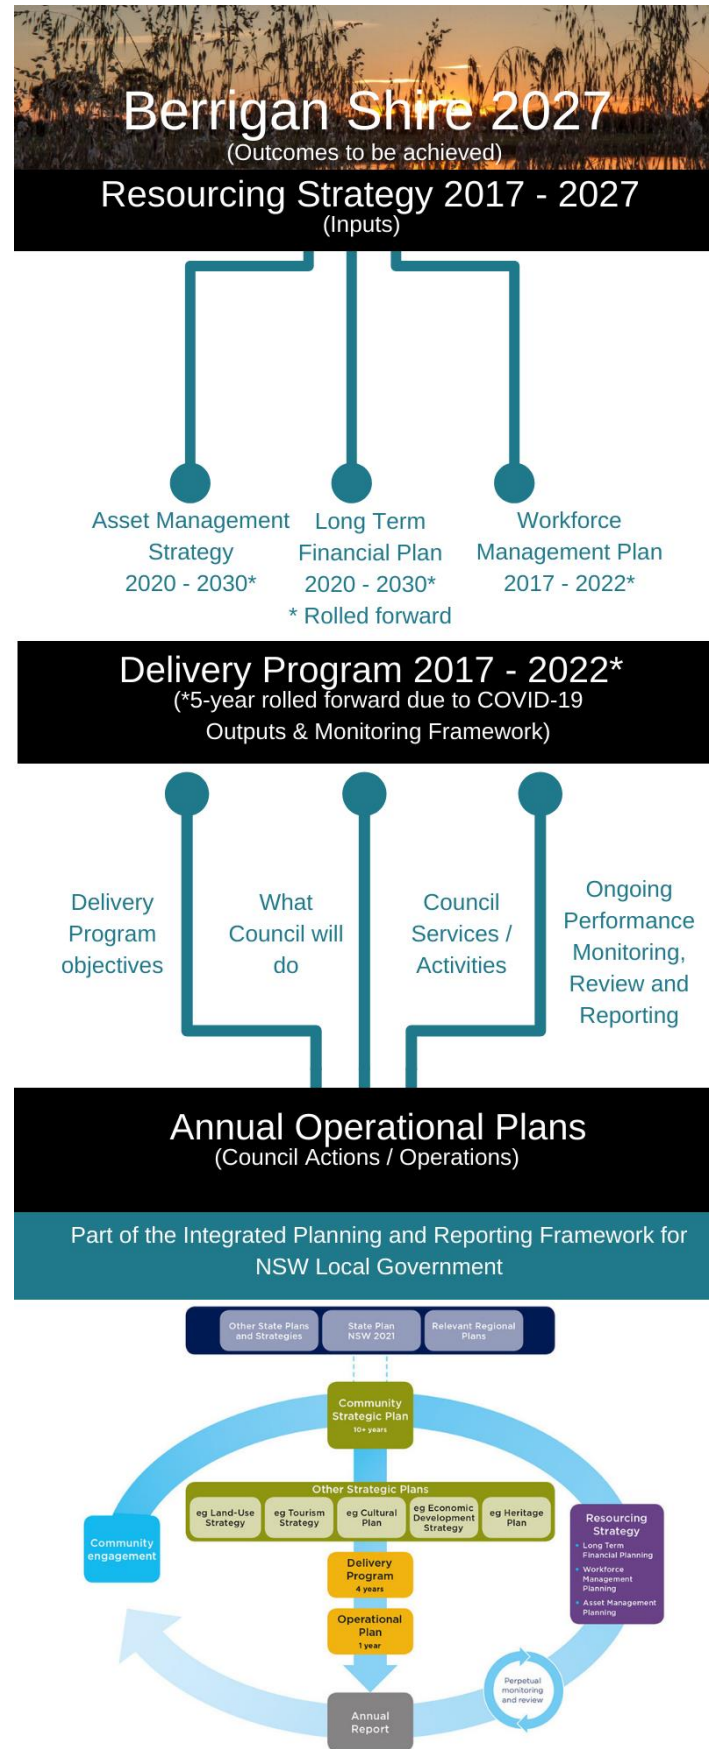 Berrigan Shire 2027
(Outcomes to be achieved)
Resourcing Strategy 2017 - 2027
(Inputs)
Asset Management
Strategy
2020 - 2030*
Long Term
Financial Plan
2020 - 2030*
* Rolled forward
Workforce
Management Plan
2017 - 2022*
Delivery Program 2017 - 2022*
(*5-year rolled forward due to COVID-19
Outputs & Monitoring Framework)
Delivery
Program
objectives
What
Council will
do
Council
Services /
Activities
Ongoing
Performance
Monitoring,
Review and
Reporting
Annual Operational Plans
(Council Actions / Operations)
Part of the Integrated Planning and Reporting Framework for
NSW Local Government
Other State Plans
and Strategies
State Plan
NSW 2021
Relevant Regional
Plans
Community
Strategic Plan
10+ years
Other Strategic Plans
eg Land-Use
Strategy
eg Tourism
Strategy
eg Cultural
Plan
eg Economic
Development
Strategy
eg Heritage
Plan
Community
engagement
Resourcing
Strategy
• Long Term
Financial Planning
• Workforce
Management
Planning
• Asset Management
Planning
Delivery
Program
4 years
Operational
Plan
1 year
Perpetual
monitoring
and review
Annual
Report